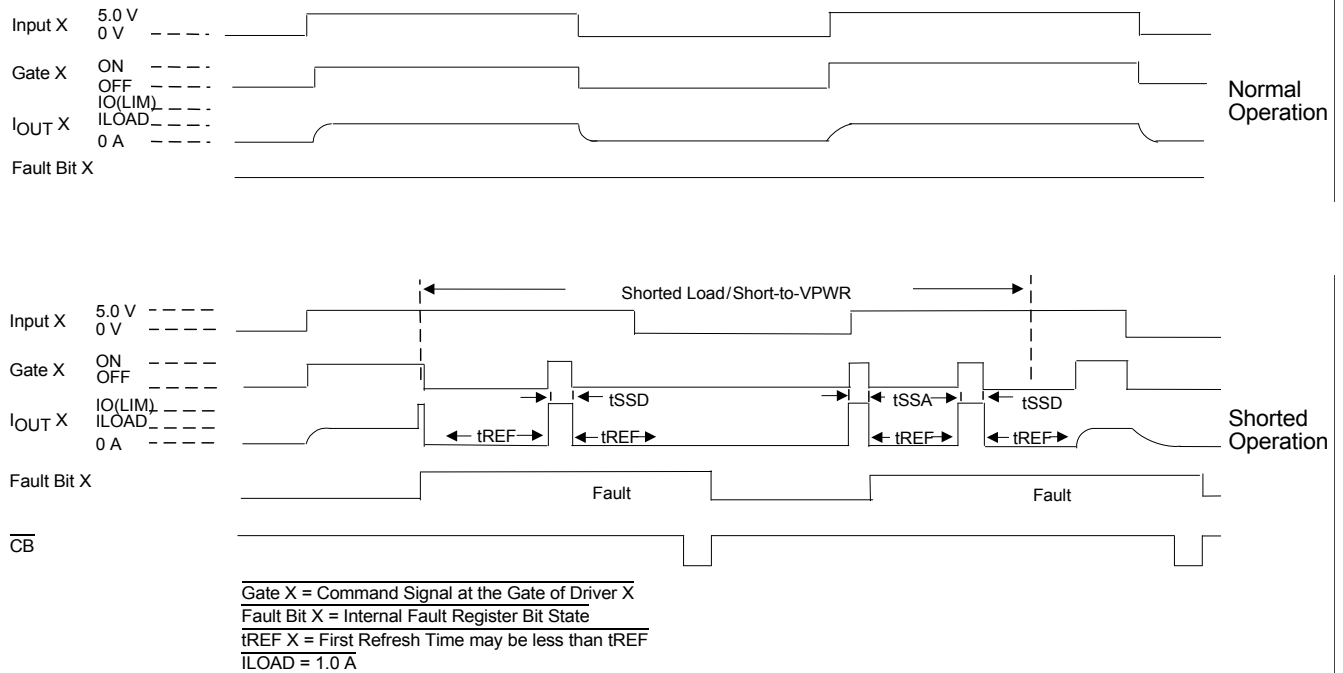 Input X 5.0 V
0 V
Gate X ON
OFF
IO(LIM)
IOUT X ILOAD
0 A
Fault Bit X
Normal
Operation
Shorted Load/Short-to-VPWR
Input X 5.0 V
0 V
Gate X ON
OFF
tSSD tSSA tSSD
IO(LIM)
IOUT X ILOAD
0 A
tREF tREF tREF tREF
Shorted
Operation
Fault Bit X Fault Fault
CB
Gate X = Command Signal at the Gate of Driver X
Fault Bit X = Internal Fault Register Bit State
tREF X = First Refresh Time may be less than tREF
ILOAD = 1.0 A